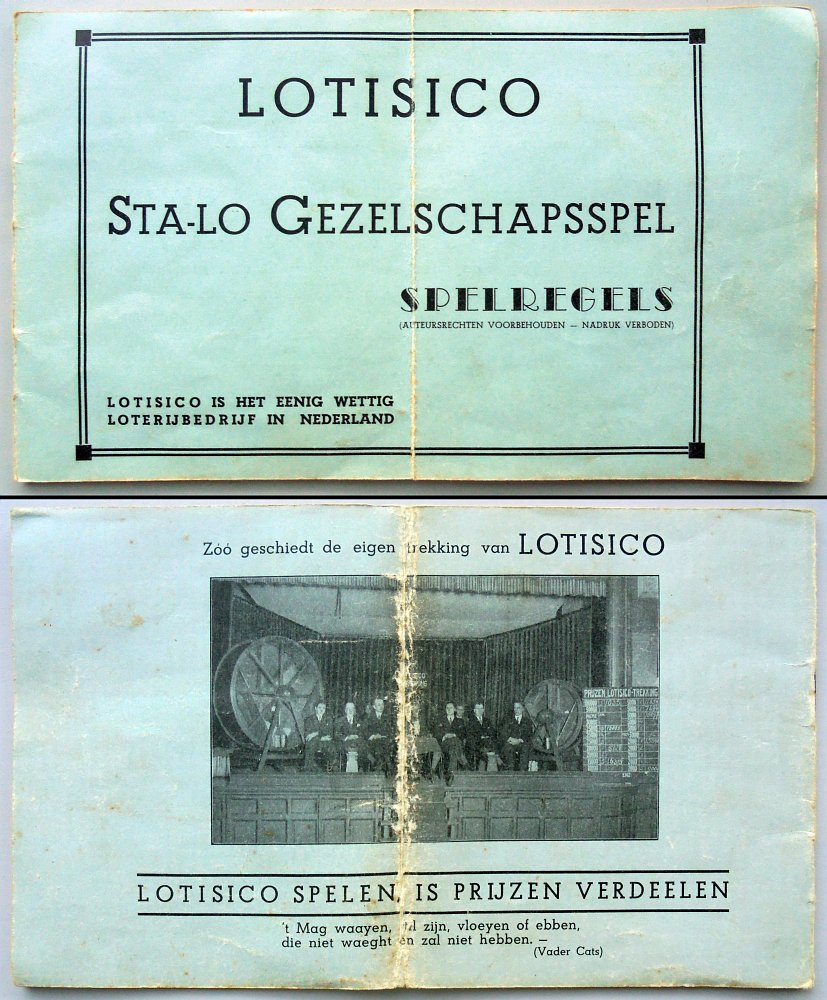 LOTISICO
STA-LO GEZELSCHAPSSPEL
SPELREGELS
(AUTEURSRECHTEN VOORBEHOUDEN — NADRUK VERBODEN)
LOTISICO IS HET EENIG WETTIG
LOTERIJBEDRIJF IN NEDERLAND
Zóó geschiedt de eigen trekking van LOTISICO
PRIJZEN LOTISICO-TREKKING
LOTISICO SPELEN, IS PRIJZEN VERDEELEN
't Mag waayen, zijn, vloeyen of ebben,
die niet waeght en zal niet hebben. —
(Vader Cats)